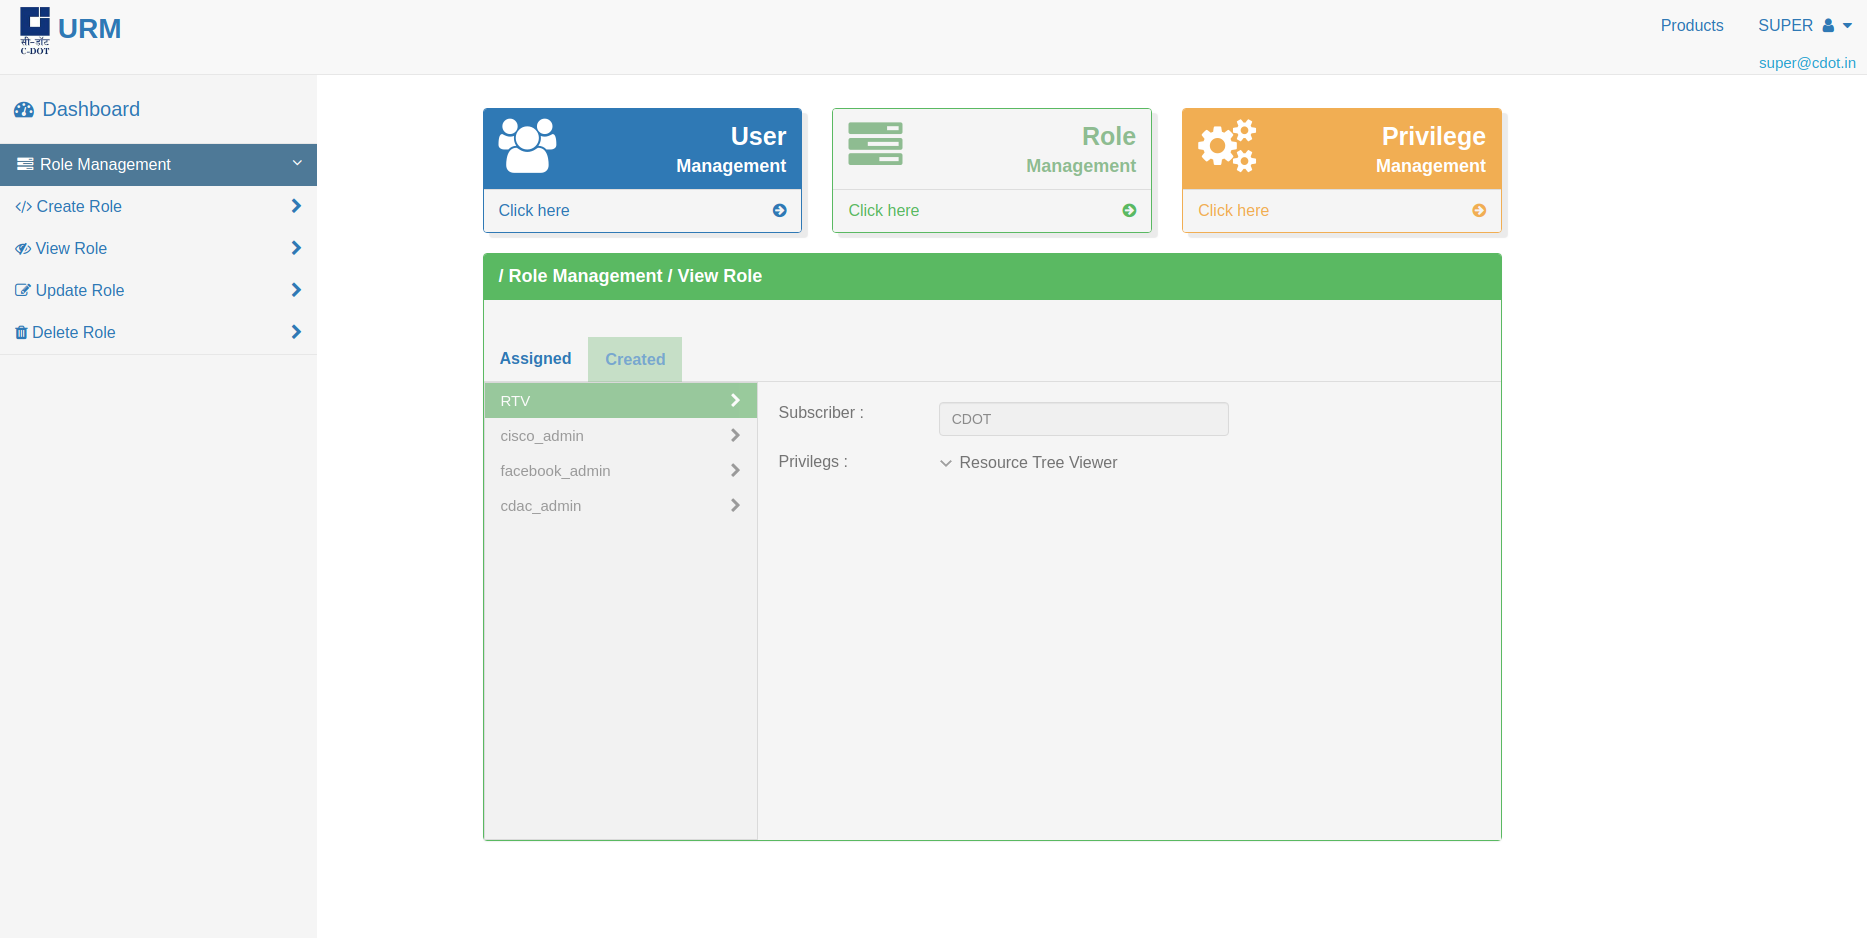 सी-डॉट
C-DOT
URM
Products
SUPER
super@cdot.in
Dashboard
Role Management
Create Role
View Role
Update Role
Delete Role
User
Management
Click here
Role
Management
Click here
Privilege
Management
Click here
/ Role Management / View Role
Assigned
Created
RTV
cisco_admin
facebook_admin
cdac_admin
Subscriber :
CDOT
Privilegs :
Resource Tree Viewer